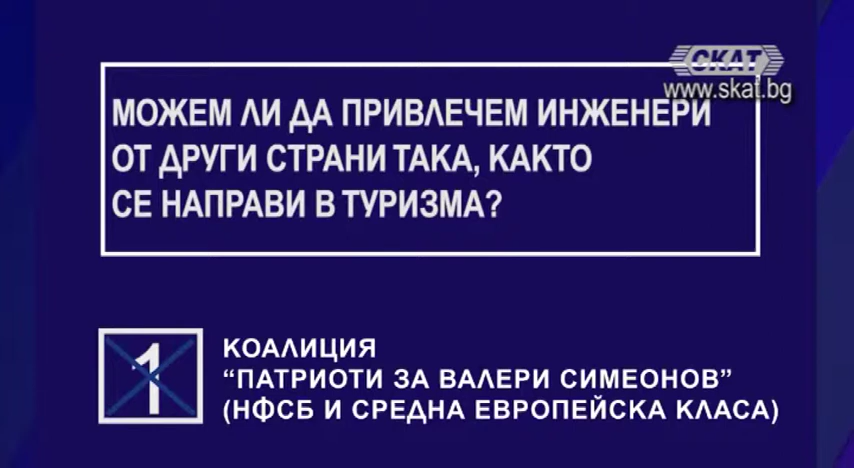 СКАТ
www.skat.bg
МОЖЕМ ЛИ ДА ПРИВЛЕЧЕМ ИНЖЕНЕРИ
ОТ ДРУГИ СТРАНИ ТАКА, КАКТО
СЕ НАПРАВИ В ТУРИЗМА?
1
КОАЛИЦИЯ
“ПАТРИОТИ ЗА ВАЛЕРИ СИМЕОНОВ”
(НФСБ И СРЕДНА ЕВРОПЕЙСКА КЛАСА)